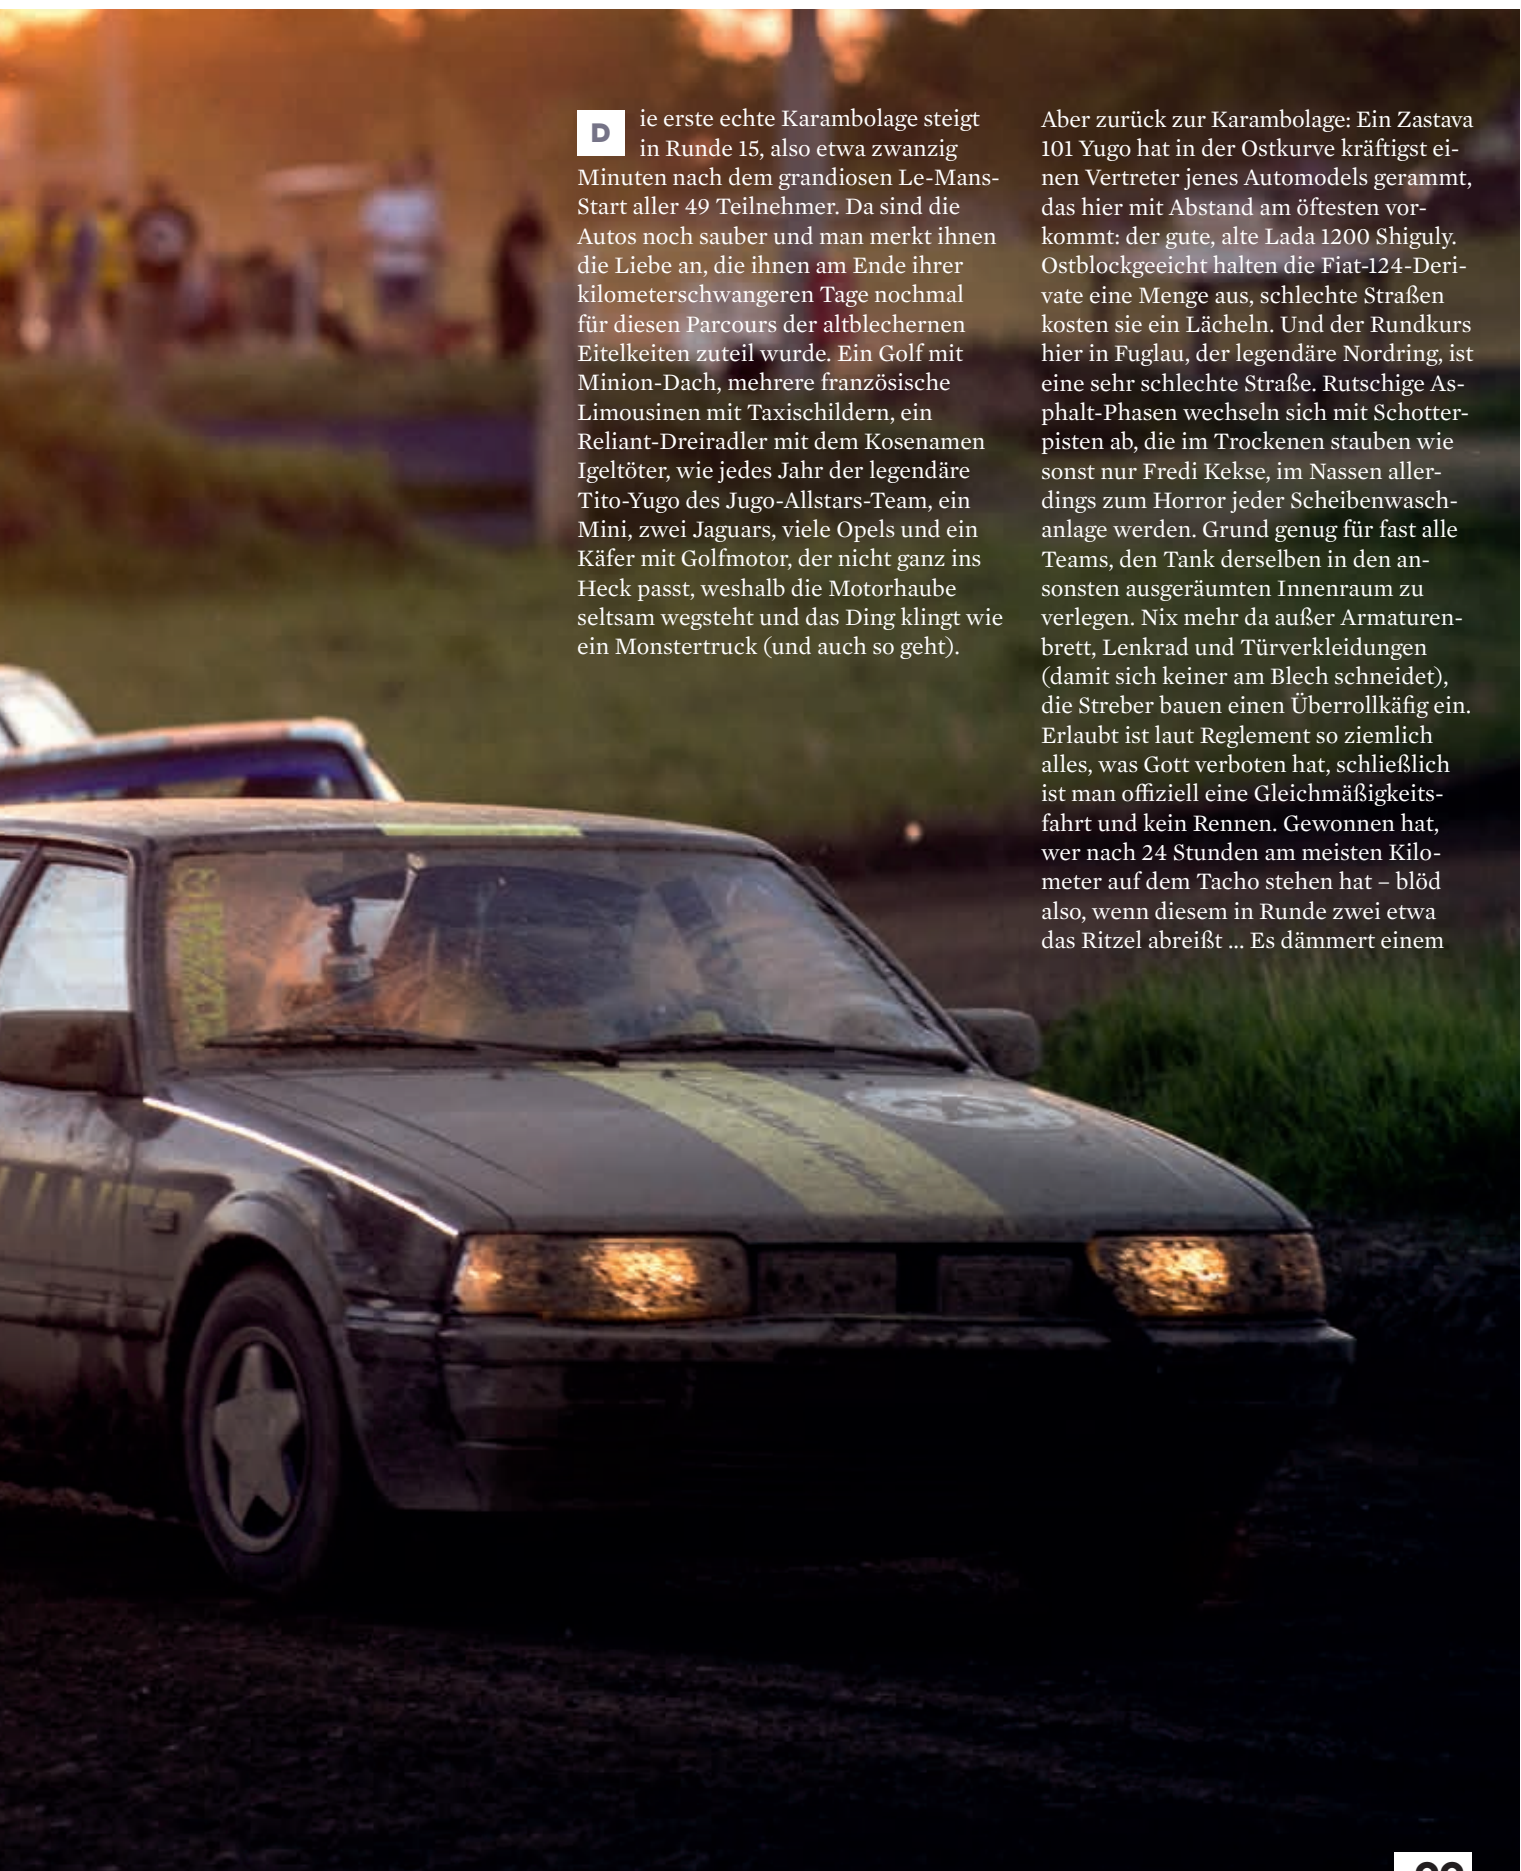 Die erste echte Karambolage steigt
in Runde 15, also etwa zwanzig
Minuten nach dem grandiosen Le-Mans-
Start aller 49 Teilnehmer. Da sind die
Autos noch sauber und man merkt ihnen
die Liebe an, die ihnen am Ende ihrer
kilometerschwangeren Tage nochmal
für diesen Parcours der altblechernen
Eitelkeiten zuteil wurde. Ein Golf mit
Minion-Dach, mehrere französische
Limousinen mit Taxischildern, ein
Reliant-Dreiradler mit dem Kosenamen
Igeltöter, wie jedes Jahr der legendäre
Tito-Yugo des Jugo-Allstars-Team, ein
Mini, zwei Jaguars, viele Opels und ein
Käfer mit Golfmotor, der nicht ganz ins
Heck passt, weshalb die Motorhaube
seltsam wegsteht und das Ding klingt wie
ein Monstertruck (und auch so geht).
Aber zurück zur Karambolage: Ein Zastava
101 Yugo hat in der Ostkurve kräftigst ei-
nen Vertreter jenes Automodels gerammt,
das hier mit Abstand am öftesten vor-
kommt: der gute, alte Lada 1200 Shiguly.
Ostblockgeeicht halten die Fiat-124-Deri-
vate eine Menge aus, schlechte Straßen
kosten sie ein Lächeln. Und der Rundkurs
hier in Fuglau, der legendäre Nordring, ist
eine sehr schlechte Straße. Rutschige As-
phalt-Phasen wechseln sich mit Schotter-
pisten ab, die im Trockenen stauben wie
sonst nur Fredi Kekse, im Nassen aller-
dings zum Horror jeder Scheibenwasch-
anlage werden. Grund genug für fast alle
Teams, den Tank derselben in den an-
sonsten ausgeräumten Innenraum zu
verlegen. Nix mehr da außer Armaturen-
brett, Lenkrad und Türverkleidungen
(damit sich keiner am Blech schneidet),
die Streber bauen einen Überrollkäfig ein.
Erlaubt ist laut Reglement so ziemlich
alles, was Gott verboten hat, schließlich
ist man offiziell eine Gleichmäßigkeits-
fahrt und kein Rennen. Gewonnen hat,
wer nach 24 Stunden am meisten Kilo-
meter auf dem Tacho stehen hat – blöd
also, wenn diesem in Runde zwei etwa
das Ritzel abreißt ... Es dämmert einem